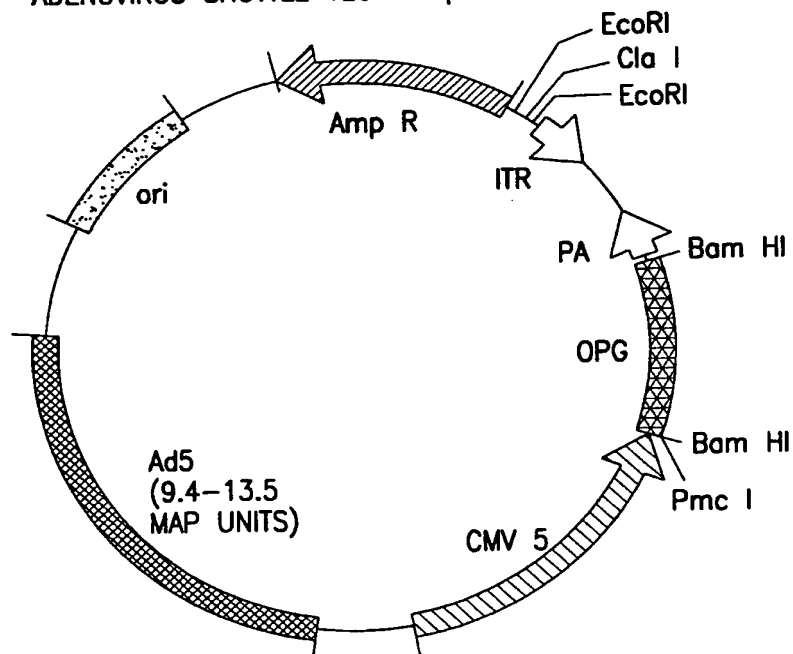 EcoRI
Cla I
EcoRI
Amp R
ITR
ori
PA
Bam HI
OPG
Bam HI
Pmc I
Ad5
(9.4–13.5
MAP UNITS)
CMV 5